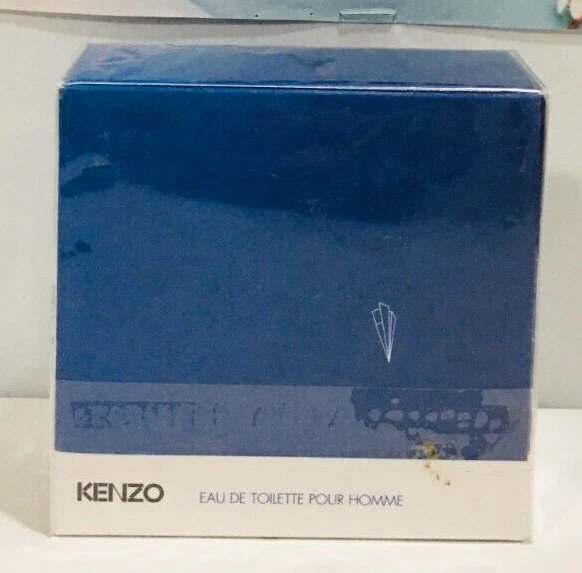 KENZO
EAU DE TOILETTE POUR HOMME